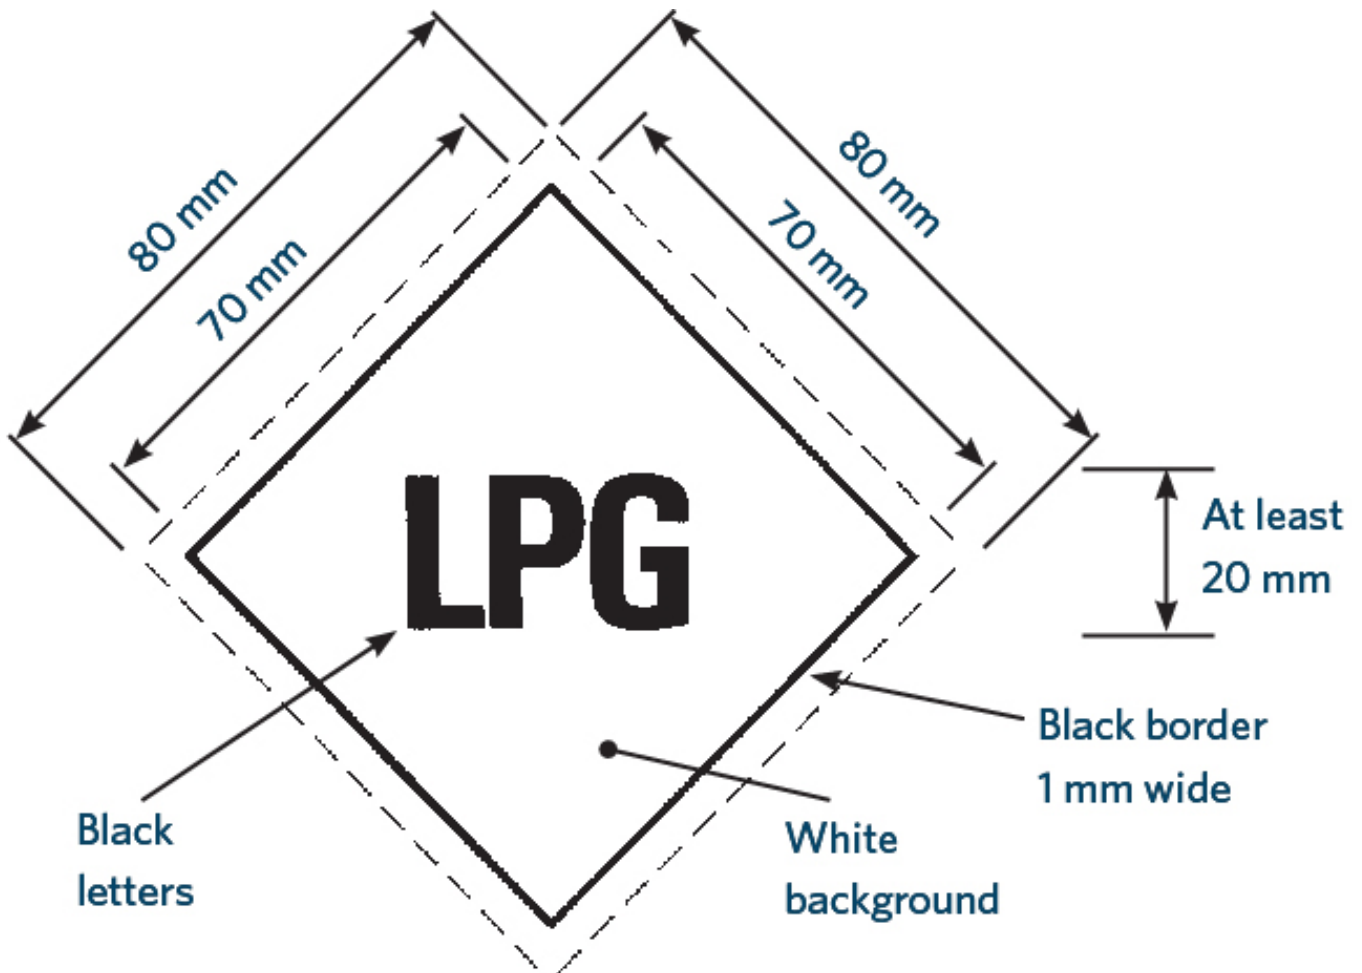 80 mm
70 mm
80 mm
70 mm
LPG
At least
20 mm
Black border
1 mm wide
Black
letters
White
background